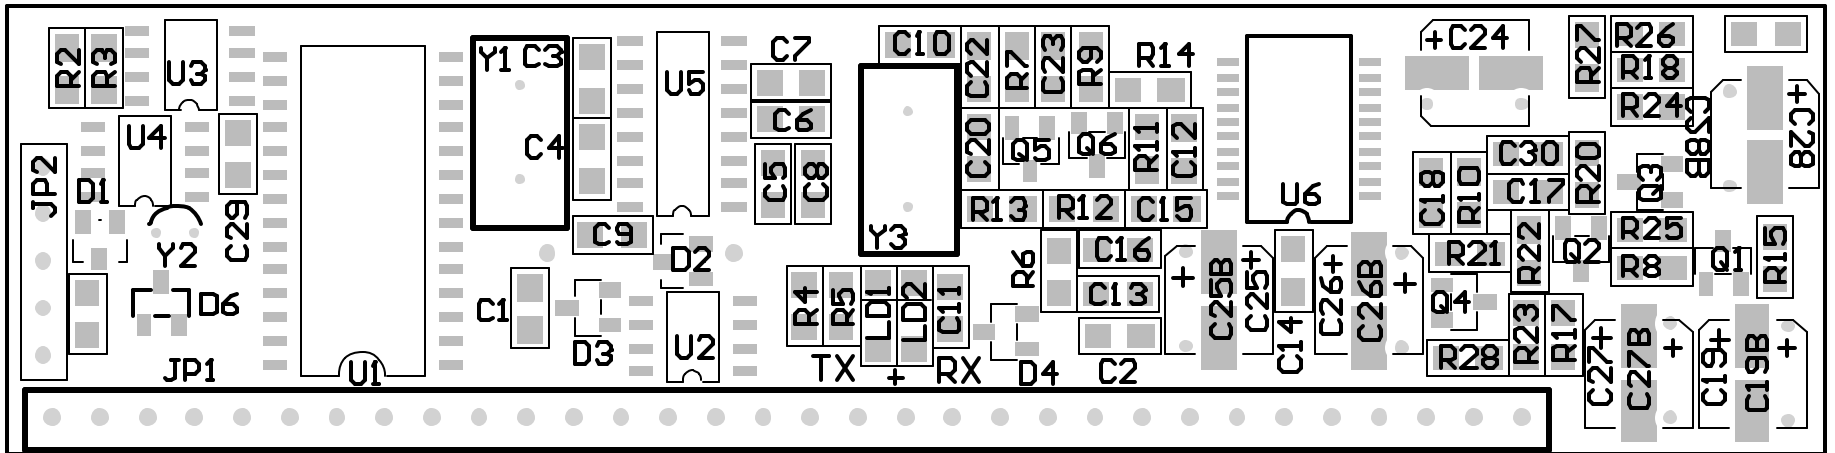 R2
R3
U3
U4
JP2
D1
Y2
C29
D6
JP1
U1
Y1
C3
C4
U5
C7
C6
C5
C8
C9
D2
C1
D3
U2
C10
Y3
C22
R7
C23
R9
R14
C20
Q5
Q6
R11
C12
R13
R12
C15
R6
C16
C13
R4
R5
LD1
LD2
C11
TX
+
RX
D4
C2
U6
+
C25B
C25+
C14
C26+
C26B
+
+C24
R27
R26
R18
R24
C28B
+C28
C30
C17
R20
C18
R10
Q3
R21
R22
Q2
R25
R8
Q1
R15
Q4
R28
R23
R17
C27+
C27B
+
C19+
C19B
+